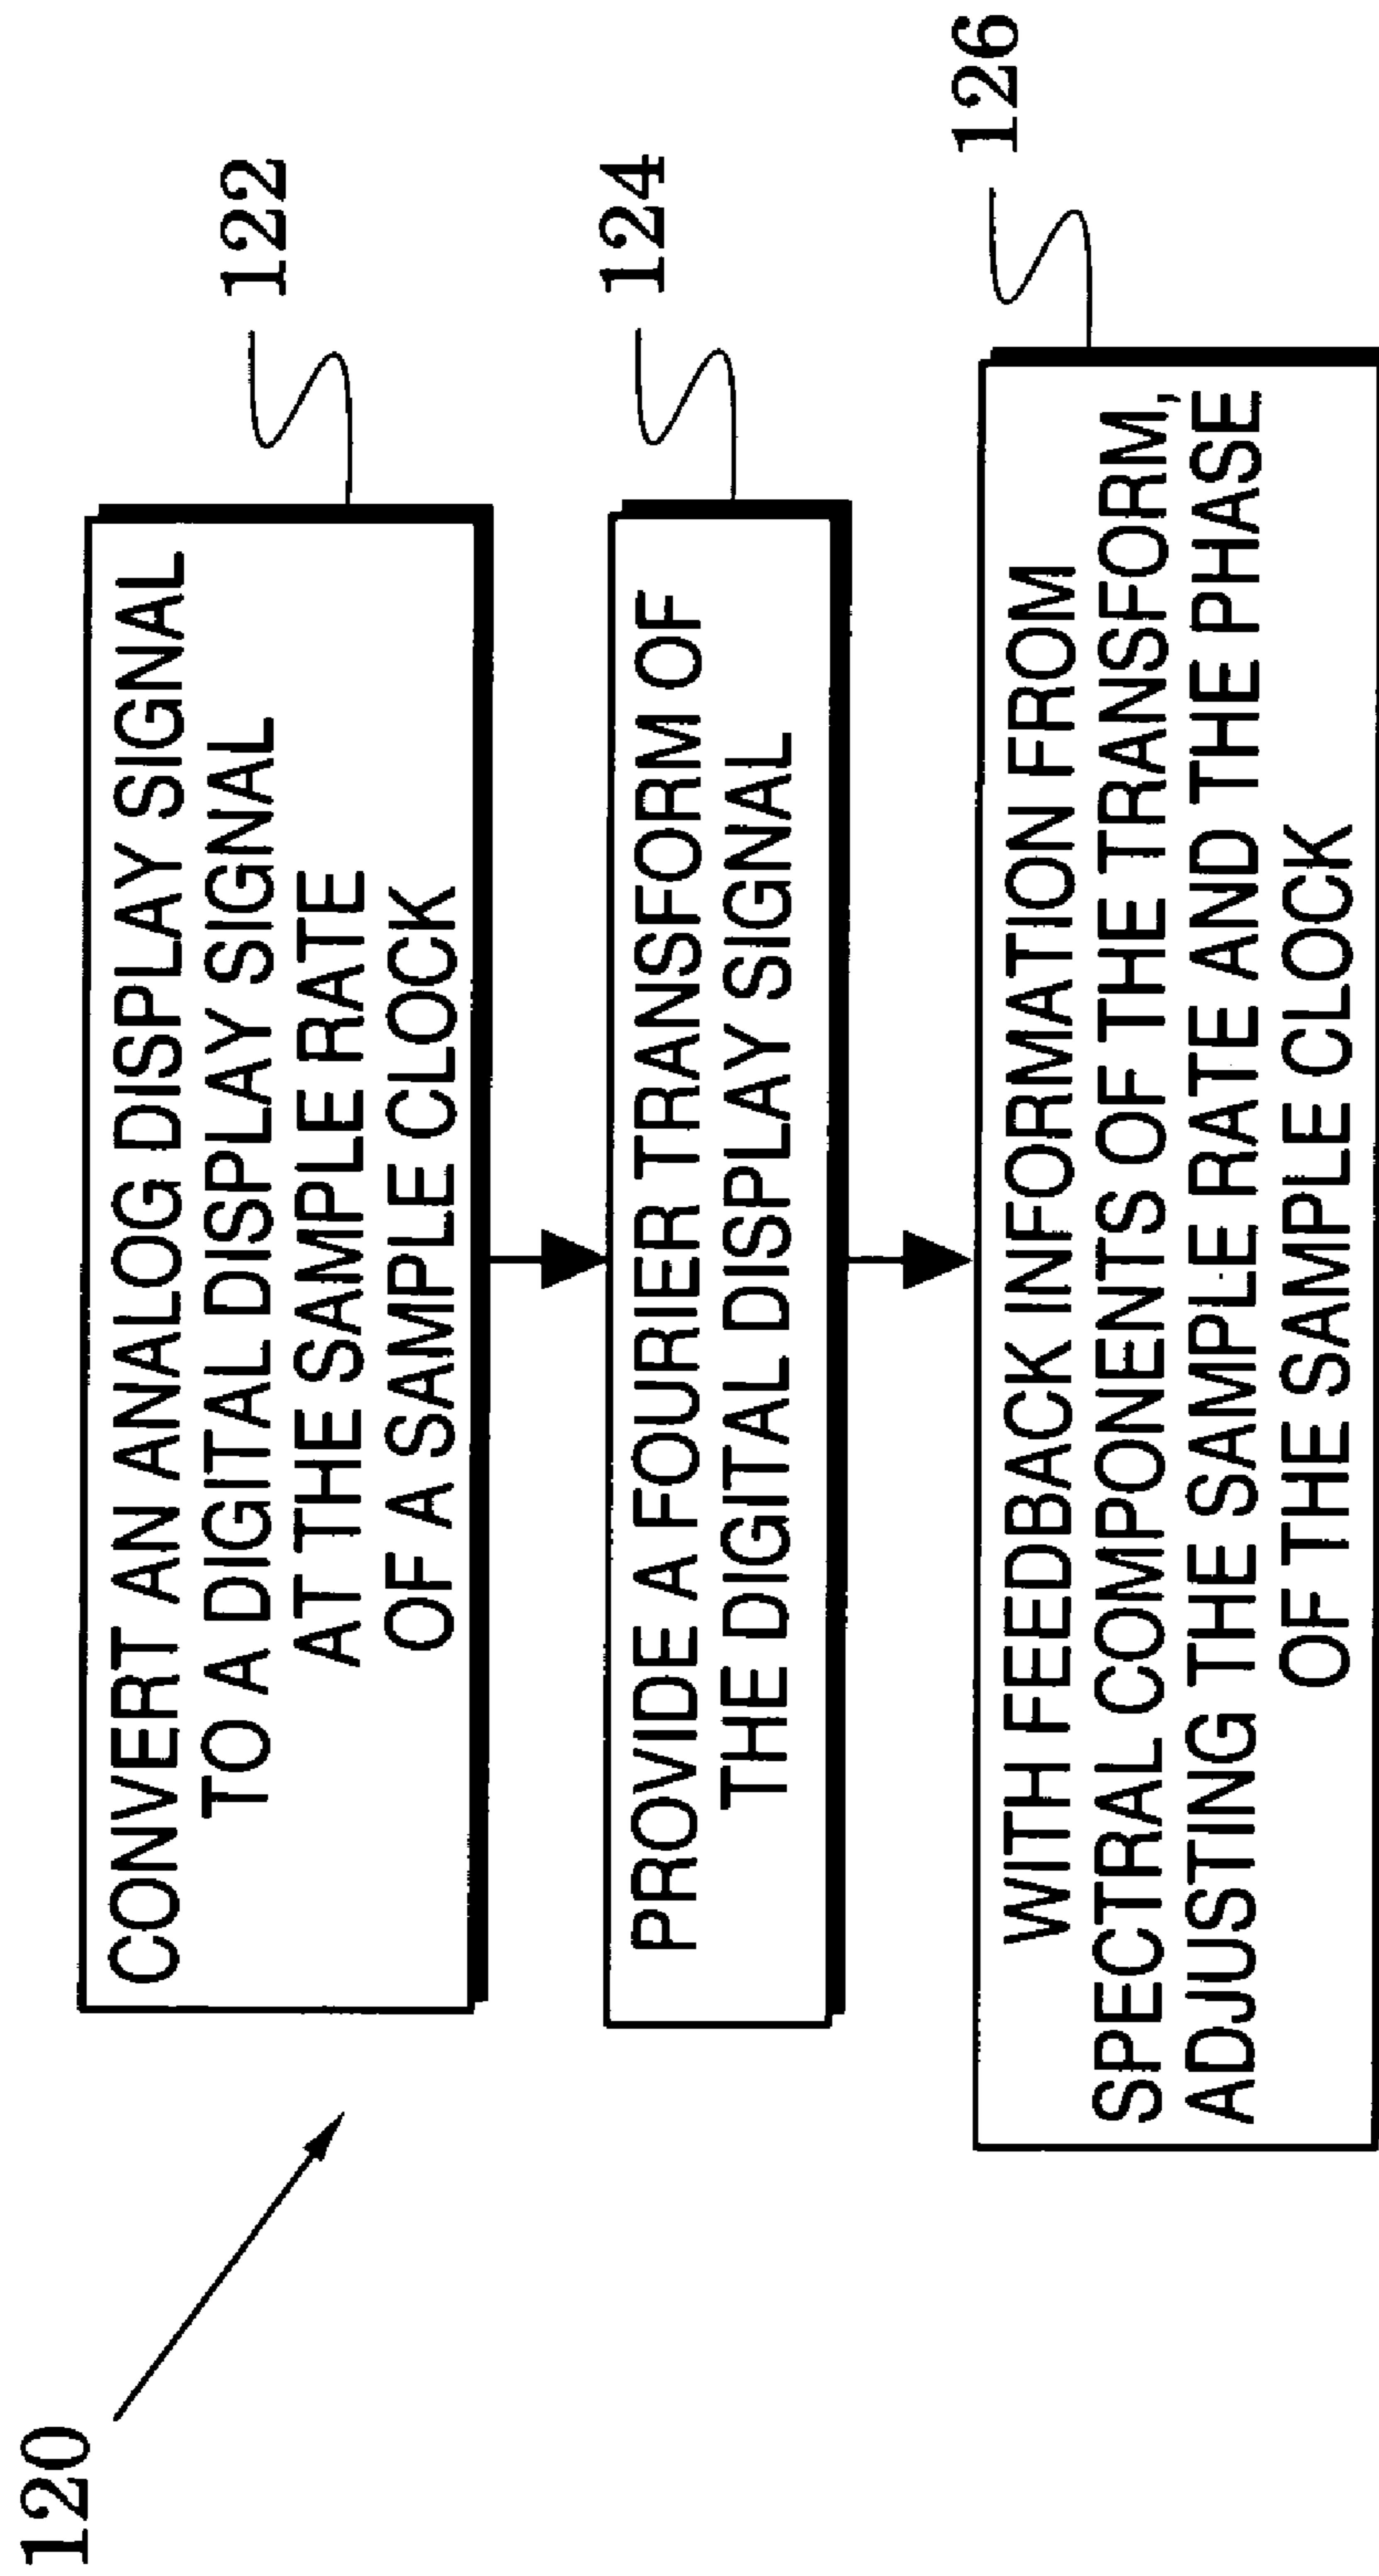 120
CONVERT AN ANALOG DISPLAY SIGNAL
TO A DIGITAL DISPLAY SIGNAL
AT THE SAMPLE RATE
OF A SAMPLE CLOCK
122
PROVIDE A FOURIER TRANSFORM OF
THE DIGITAL DISPLAY SIGNAL
124
WITH FEEDBACK INFORMATION FROM
SPECTRAL COMPONENTS OF THE TRANSFORM,
ADJUSTING THE SAMPLE RATE AND THE PHASE
OF THE SAMPLE CLOCK
126